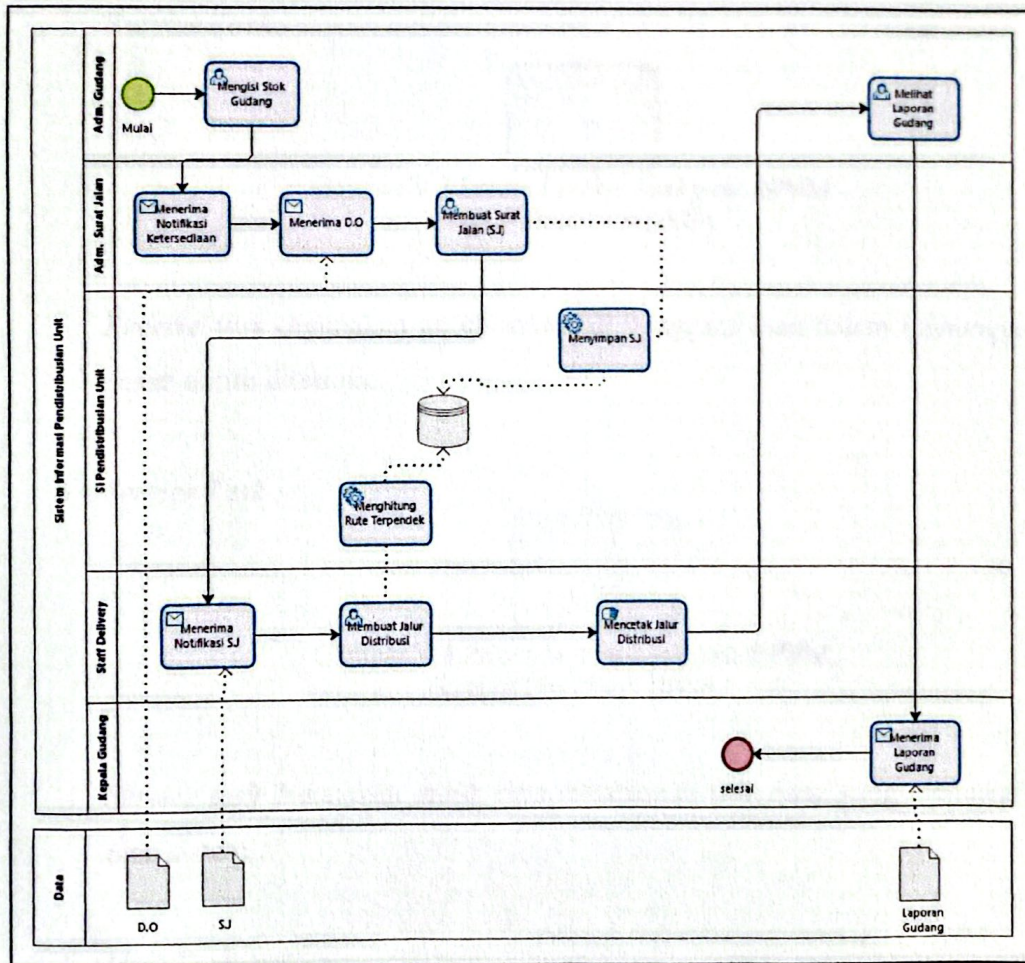 Sistem Informasi Pendistribusian Unit
Adm. Gudang
Mulai
Mengisi Stok
Gudang
Melihat
Laporan
Gudang
Adm. Surat Jalan
Menerima
Notifikasi
Ketersediaan
Menerima D.O
Membuat Surat
Jalan (SJ)
SI Pendistribusian Unit
Menyimpan SJ
Menghitung
Rute Terpendek
Staff Delivery
Menerima
Notifikasi SJ
Membuat Jalur
Distribusi
Mencetak Jalur
Distribusi
Kepala Gudang
selesai
Menerima
Laporan
Gudang
Data
D.O
SJ
Laporan
Gudang